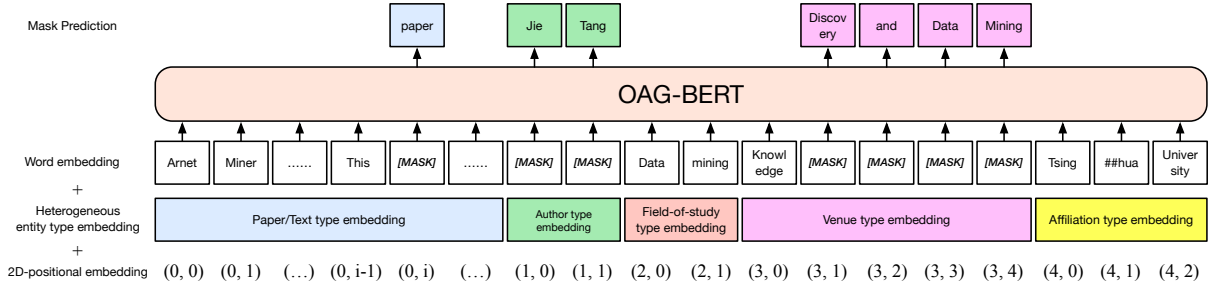 Mask Prediction
paper Jie Tang Discov
ery and Data Mining
OAG-BERT
Word embedding Arnet Miner ...... This [MASK] ...... [MASK] [MASK] Data mining Knowl
edge [MASK] [MASK] [MASK] [MASK] Tsing ##hua Univer
sity
+
Heterogeneous
entity type embedding Paper/Text type embedding Author type
embedding Field-of-study
type embedding Venue type embedding Affiliation type embedding
+
2D-positional embedding (0, 0) (0, 1) (...) (0, i-1) (0, i) (...) (1, 0) (1, 1) (2, 0) (2, 1) (3, 0) (3, 1) (3, 2) (3, 3) (3, 4) (4, 0) (4, 1) (4, 2)